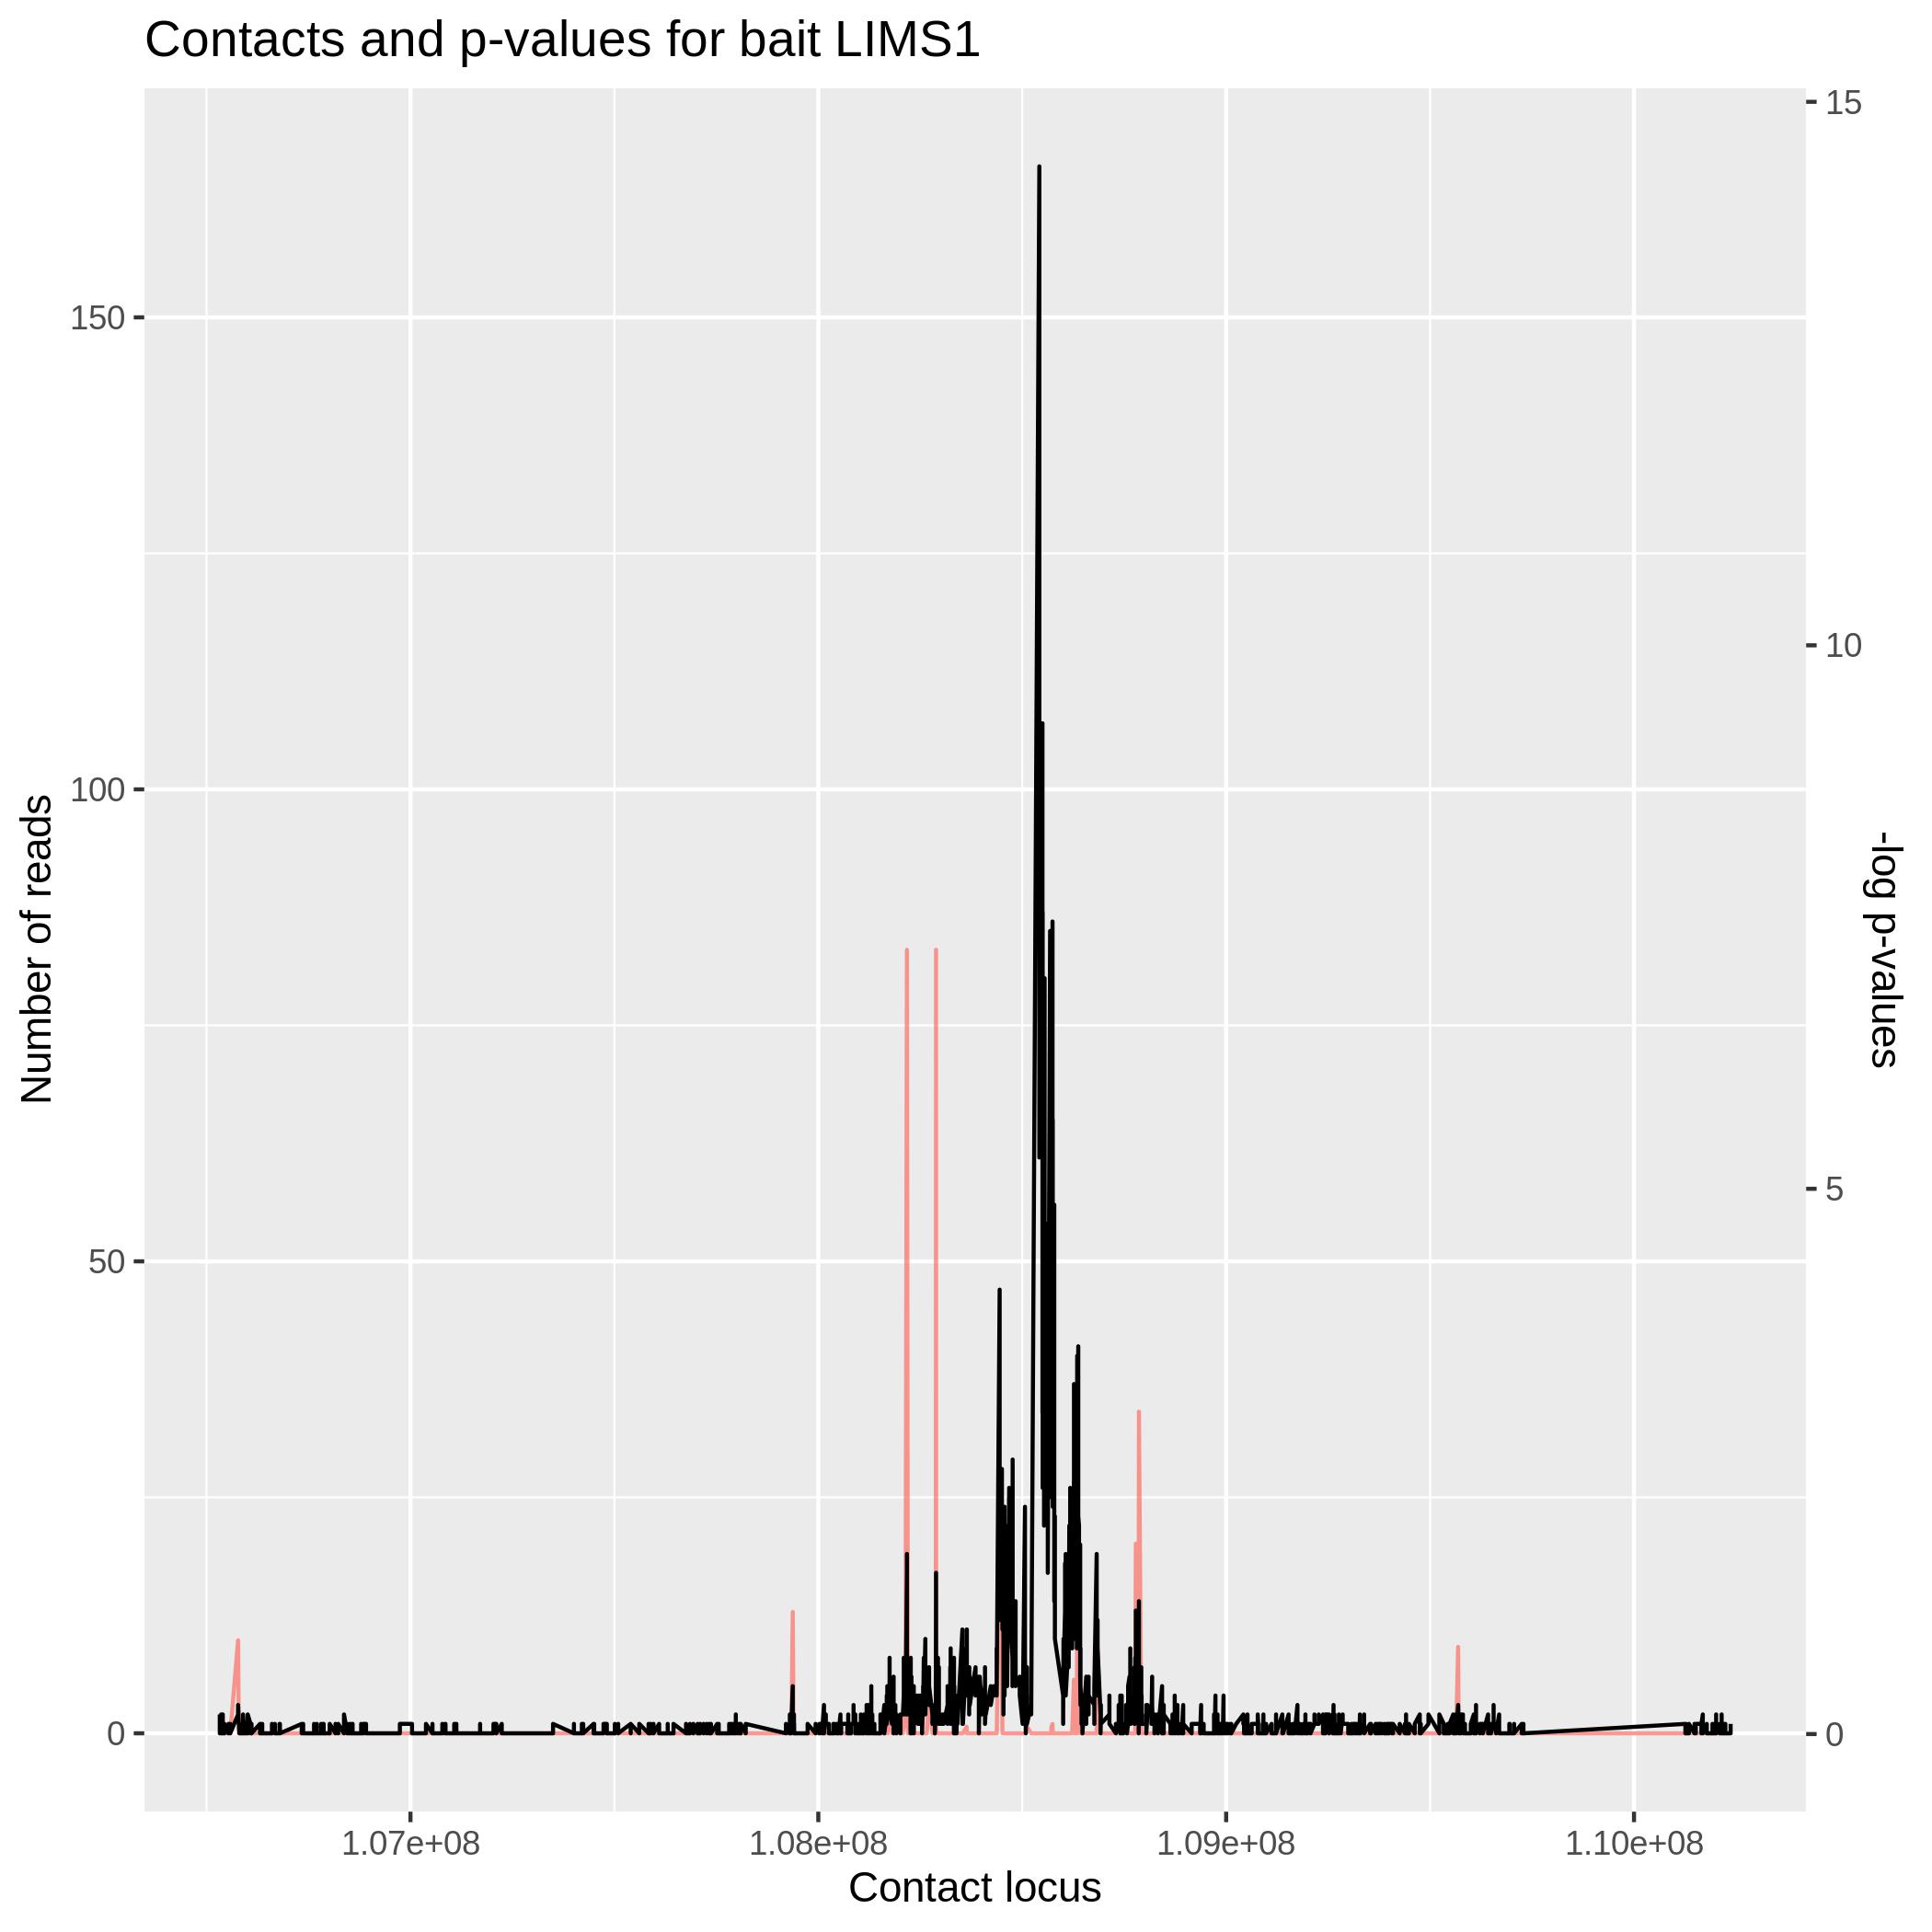 Contacts and p-values for bait LIMS1
Number of reads
150
100
50
0
15
10
5
0
-log p-values
1.07e+08
1.08e+08
1.09e+08
1.10e+08
Contact locus